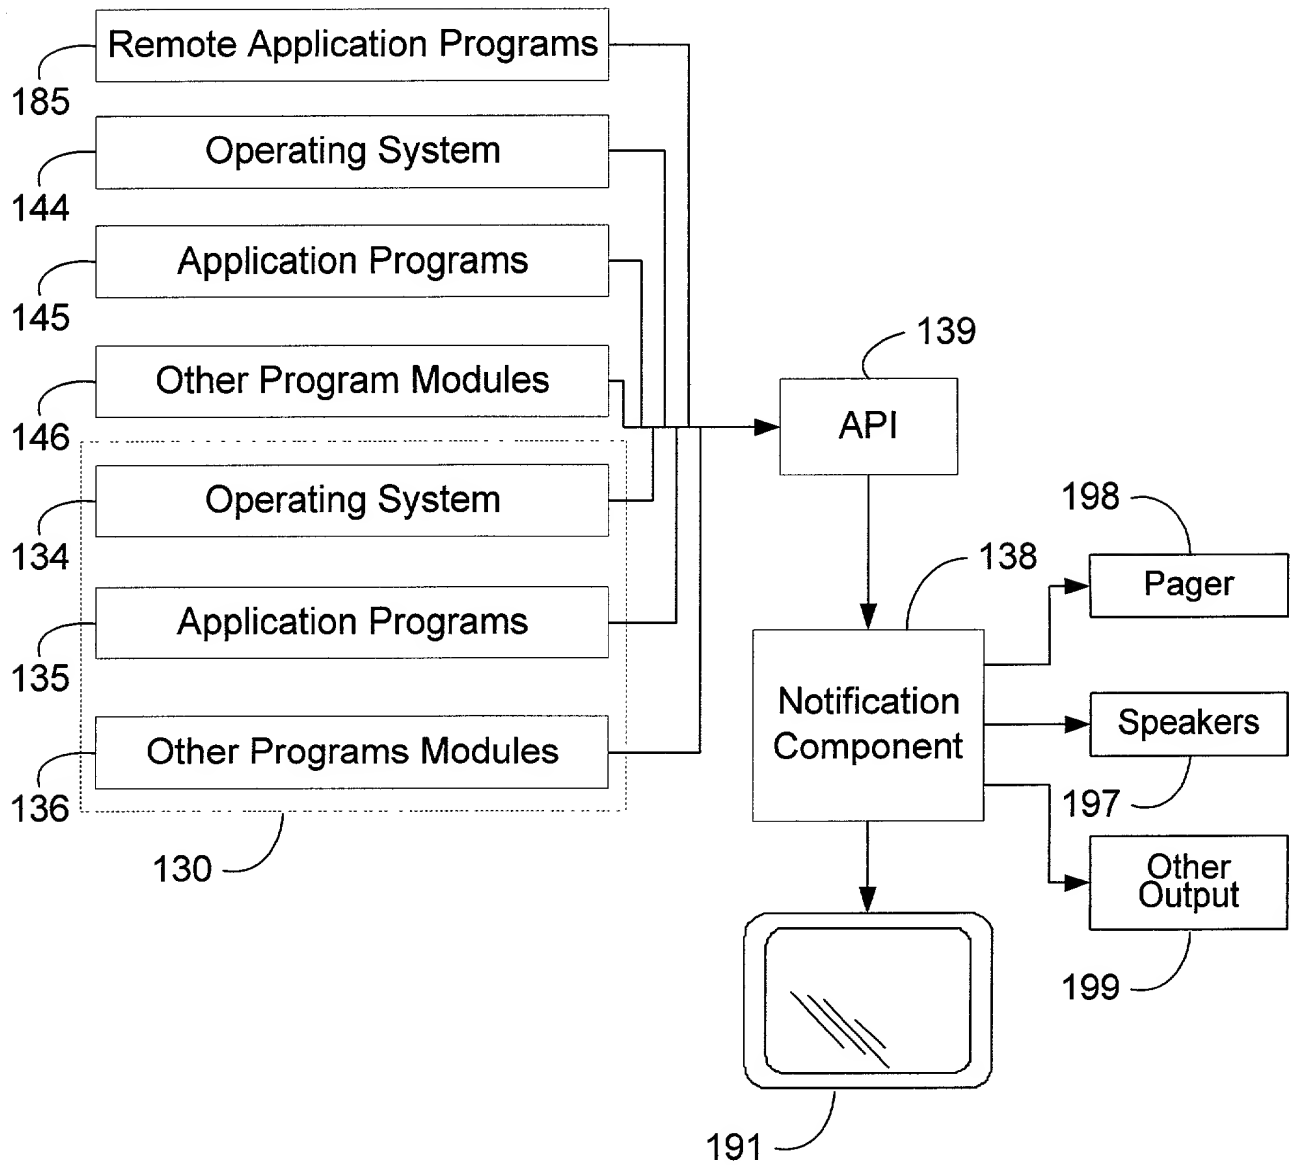 Remote Application Programs
185
Operating System
144
Application Programs
145
Other Program Modules
146
Operating System
134
Application Programs
135
Other Programs Modules
136
130
139
API
138
Notification
Component
198
Pager
Speakers
197
Other
Output
199
191